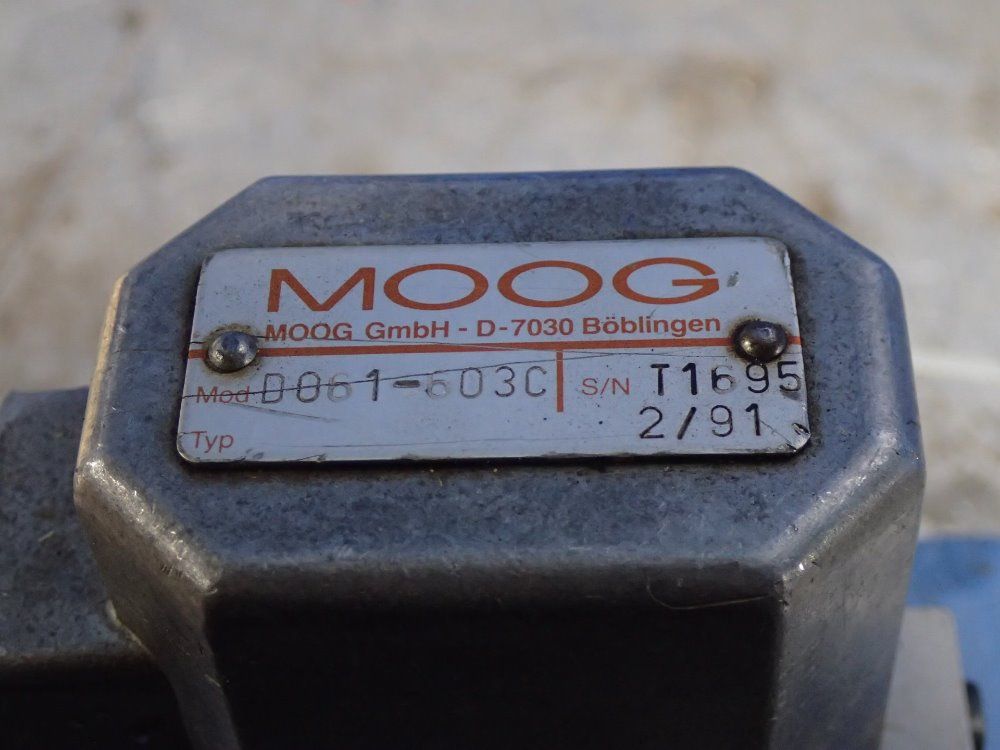 MOOG
MOOG GmbH - D-7030 Böblingen
Mod D061-603C S/N T1695
Typ 2/91